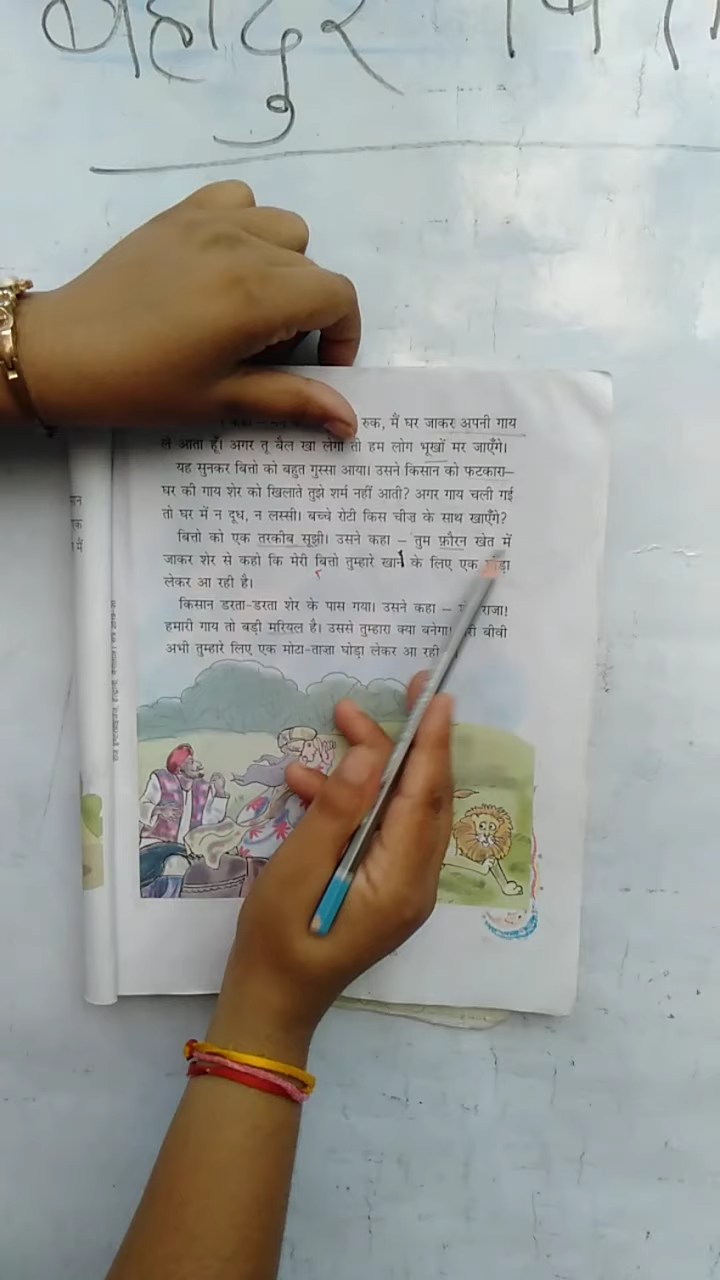 बहादुर
रुक, मैं घर जाकर अपनी गाय
ले आता हूँ। अगर तू बैल खा लेगा तो हम लोग भूखों मर जाएँगे।
यह सुनकर बित्तो को बहुत गुस्सा आया। उसने किसान को फटकारा–
घर की गाय शेर को खिलाते तुझे शर्म नहीं आती? अगर गाय चली गई
तो घर में न दूध, न लस्सी। बच्चे रोटी किस चीज़ के साथ खाएँगे?
बित्तो को एक तरकीब सूझी। उसने कहा – तुम फ़ौरन खेत में
जाकर शेर से कहो कि मेरी बित्तो तुम्हारे खाने के लिए एक घोड़ा
लेकर आ रही है।
किसान डरता-डरता शेर के पास गया। उसने कहा – राजा!
हमारी गाय तो बड़ी मरियल है। उससे तुम्हारा क्या बनेगा। बीवी
अभी तुम्हारे लिए एक मोटा-ताज़ा घोड़ा लेकर आ रही